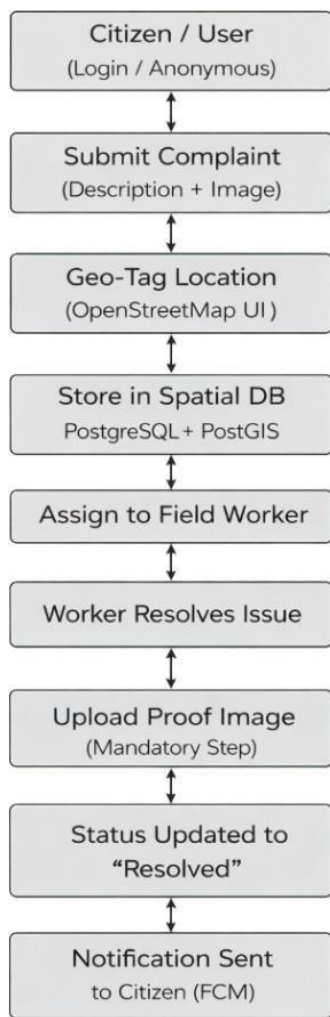 Citizen / User
(Login / Anonymous)
Submit Complaint
(Description + Image)
Geo-Tag Location
(OpenStreetMap UI )
Store in Spatial DB
PostgreSQL + PostGIS
Assign to Field Worker
Worker Resolves Issue
Upload Proof Image
(Mandatory Step)
Status Updated to
“Resolved”
Notification Sent
to Citizen (FCM)